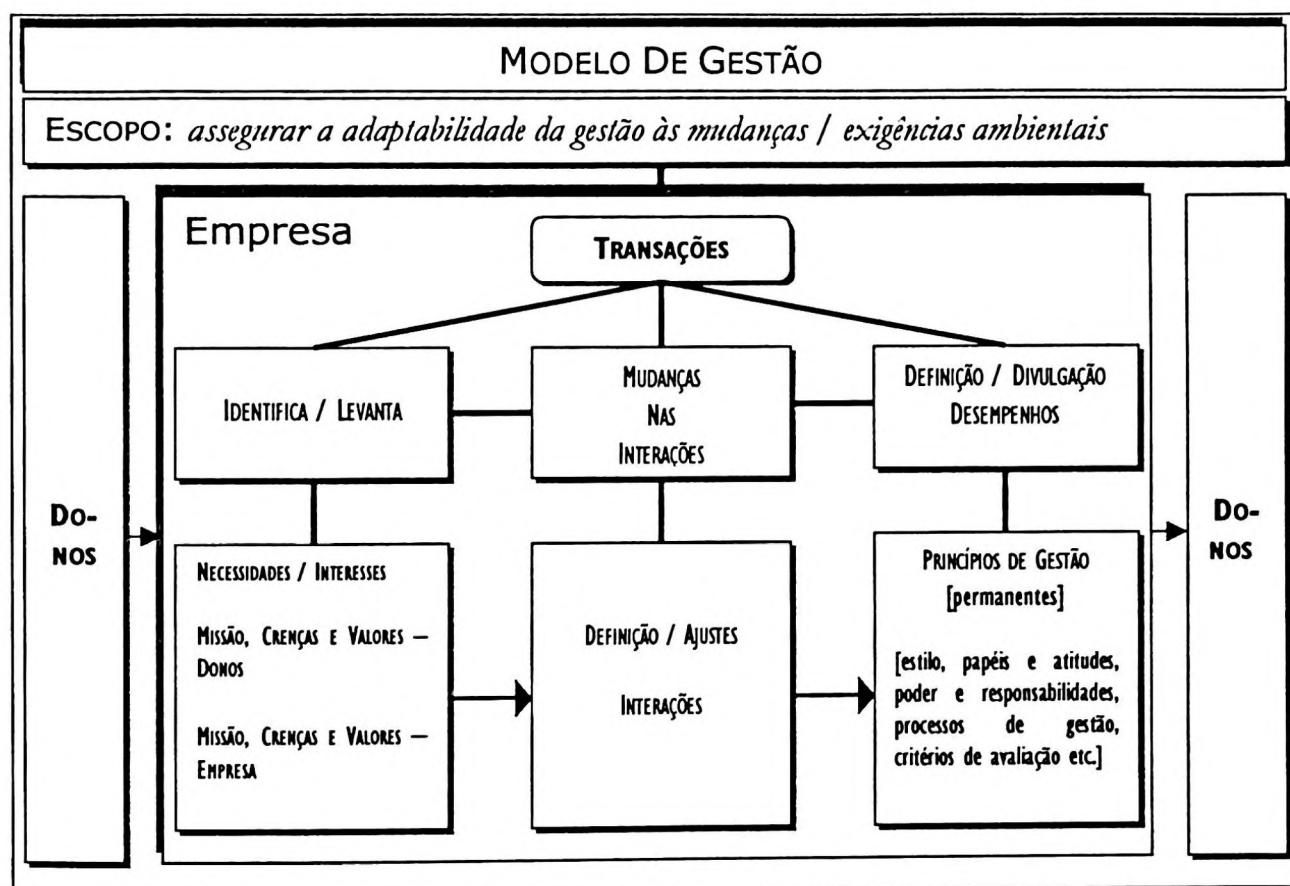 MODELO DE GESTÃO
ESCOPO: assegurar a adaptabilidade da gestão às mudanças / exigências ambientais
Empresa
TRANSAÇÕES
IDENTIFICA / LEVANTA
MUDANÇAS
NAS
INTERAÇÕES
DEFINIÇÃO / DIVULGAÇÃO
DESEMPENHOS
DO-
NOS
NECESSIDADES / INTERESSES
MISSÃO, CRENÇAS E VALORES —
DONOS
MISSÃO, CRENÇAS E VALORES —
EMPRESA
DEFINIÇÃO / AJUSTES
INTERAÇÕES
PRINCÍPIOS DE GESTÃO
[permanentes]
[estilo, papéis e atitudes,
poder e responsabilidades,
processos de gestão,
critérios de avaliação etc.]
DO-
NOS